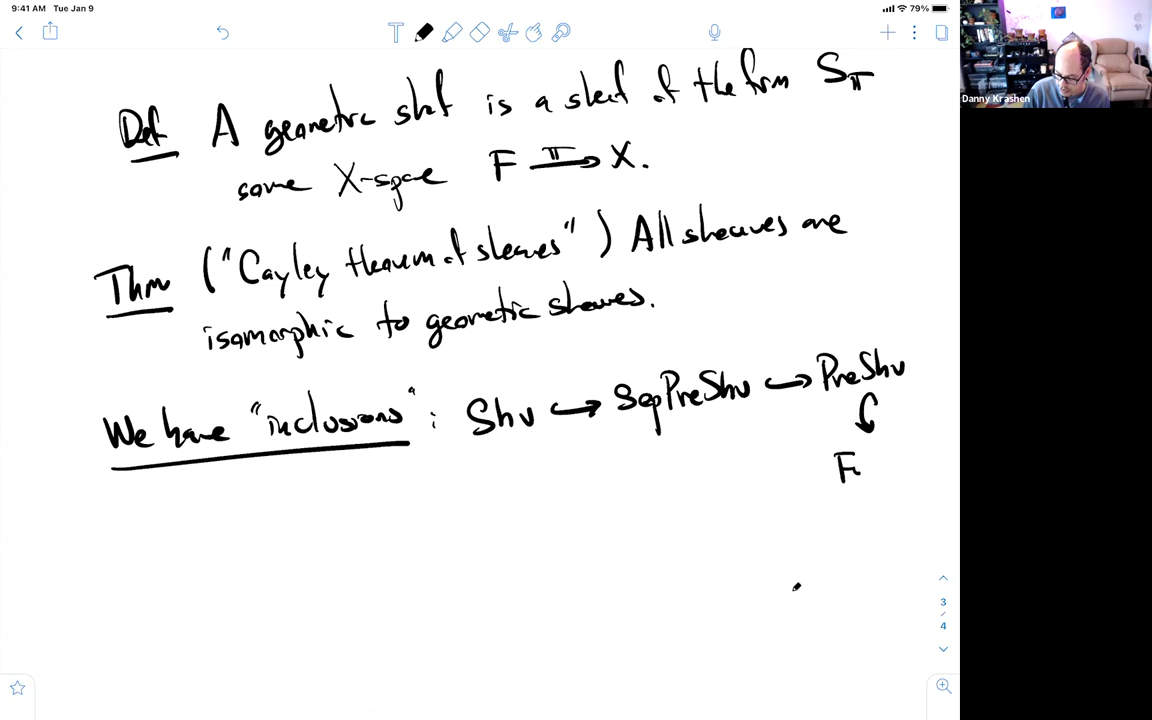 9:41 AM Tue Jan 9
79%
Danny Krashen
Def A geometric sheaf is a sheaf of the form Sπ
some X-space F π→ X.
Thm ("Cayley theorem of sheaves") All sheaves are
isomorphic to geometric sheaves.
We have "inclusions": Shv ↪ SepPreShv ↪ PreShv
F
3
/
4